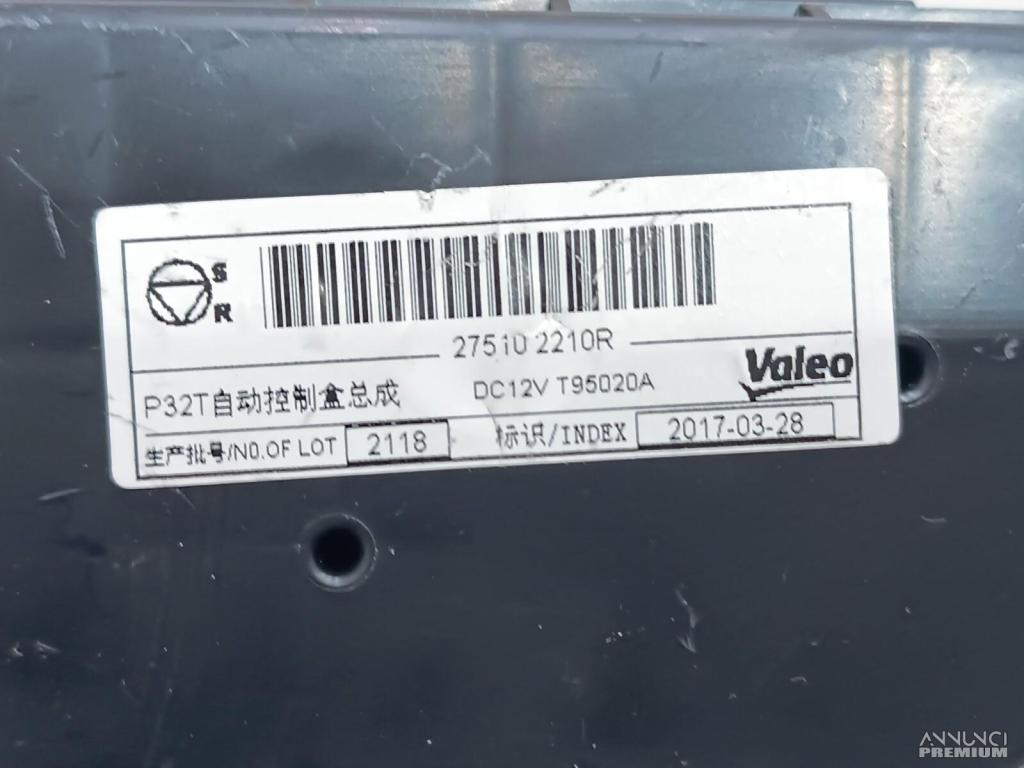 S
R
27510 2210R
P32T自动控制盒总成 DC12V T95020A Valeo
生产批号/NO.OF LOT 2118 标识/INDEX 2017-03-28
ANNUNCI
PREMIUM